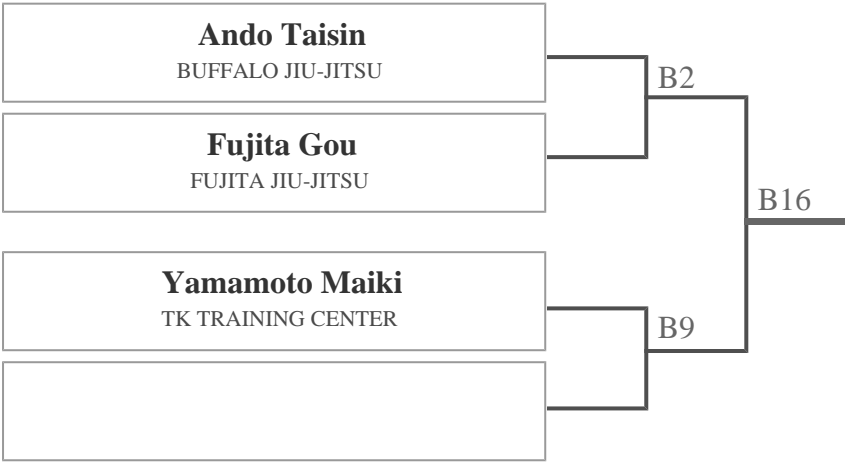 Ando Taisin
BUFFALO JIU-JITSU
B2
Fujita Gou
FUJITA JIU-JITSU
B16
Yamamoto Maiki
TK TRAINING CENTER
B9